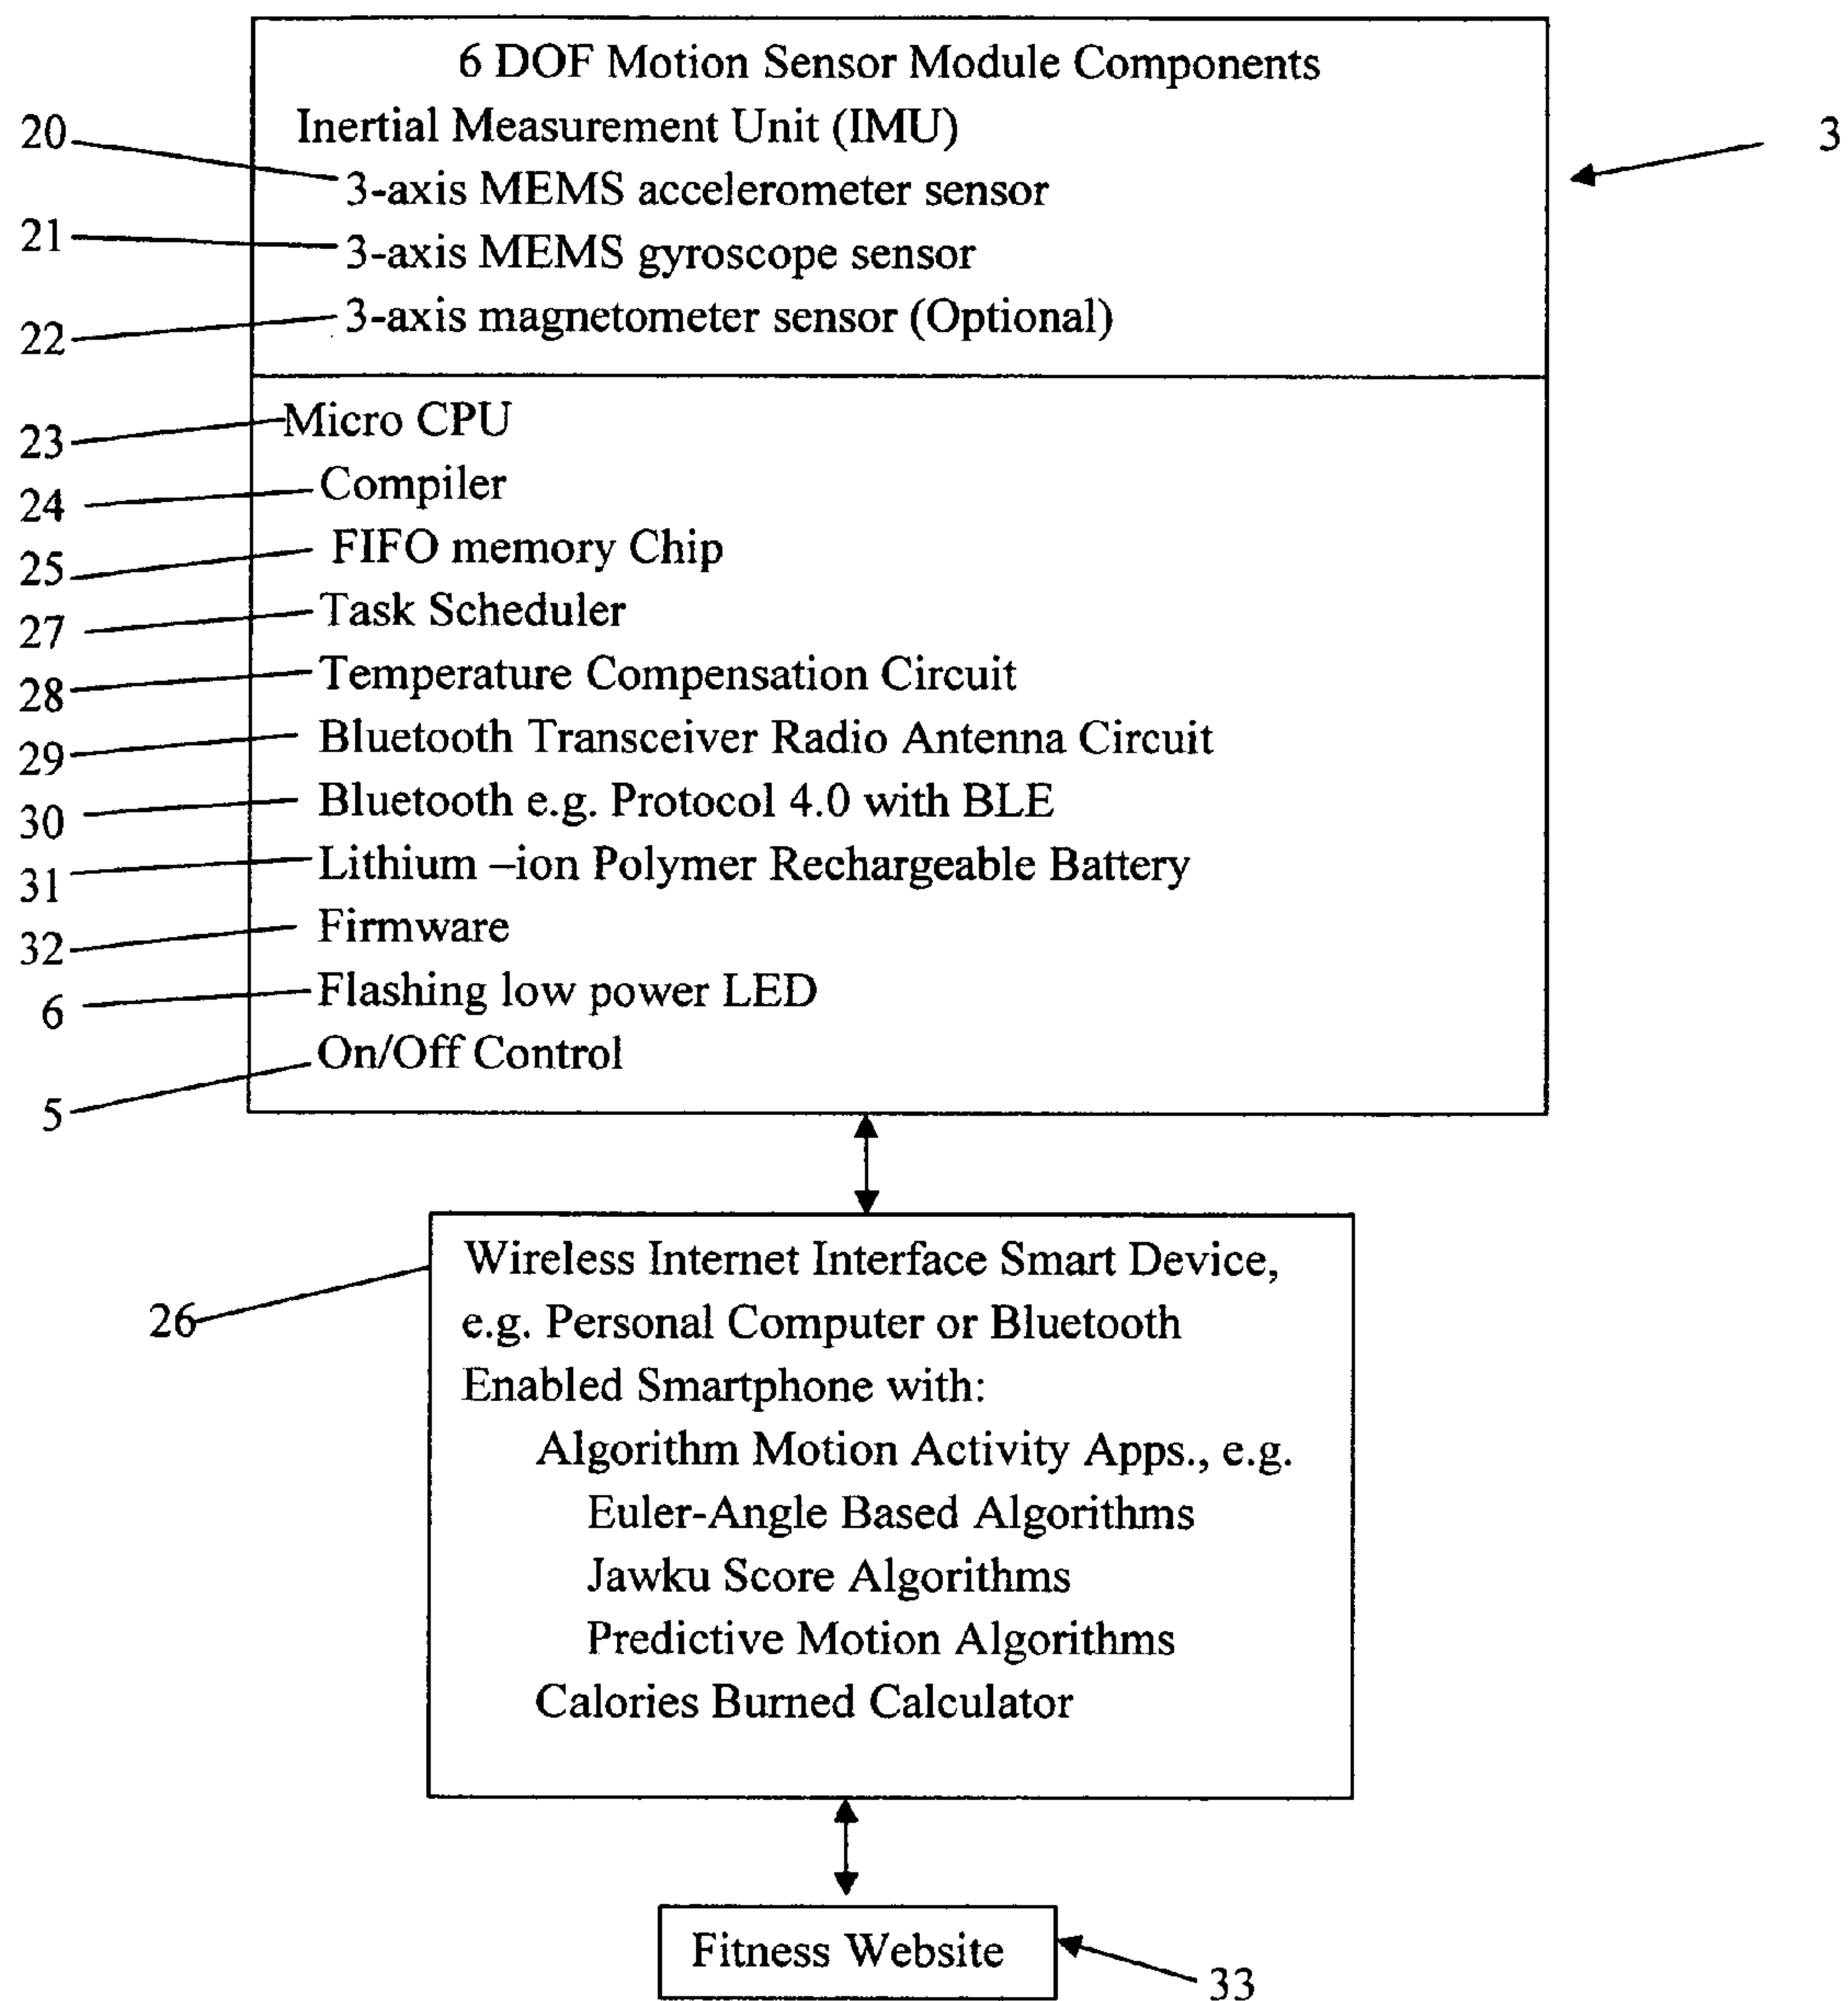 6 DOF Motion Sensor Module Components
Inertial Measurement Unit (IMU)
3
20
3-axis MEMS accelerometer sensor
21
3-axis MEMS gyroscope sensor
22
3-axis magnetometer sensor (Optional)
23
Micro CPU
24
Compiler
25
FIFO memory Chip
27
Task Scheduler
28
Temperature Compensation Circuit
29
Bluetooth Transceiver Radio Antenna Circuit
30
Bluetooth e.g. Protocol 4.0 with BLE
31
Lithium –ion Polymer Rechargeable Battery
32
Firmware
6
Flashing low power LED
5
On/Off Control
26
Wireless Internet Interface Smart Device,
e.g. Personal Computer or Bluetooth
Enabled Smartphone with:
Algorithm Motion Activity Apps., e.g.
Euler-Angle Based Algorithms
Jawku Score Algorithms
Predictive Motion Algorithms
Calories Burned Calculator
Fitness Website
33